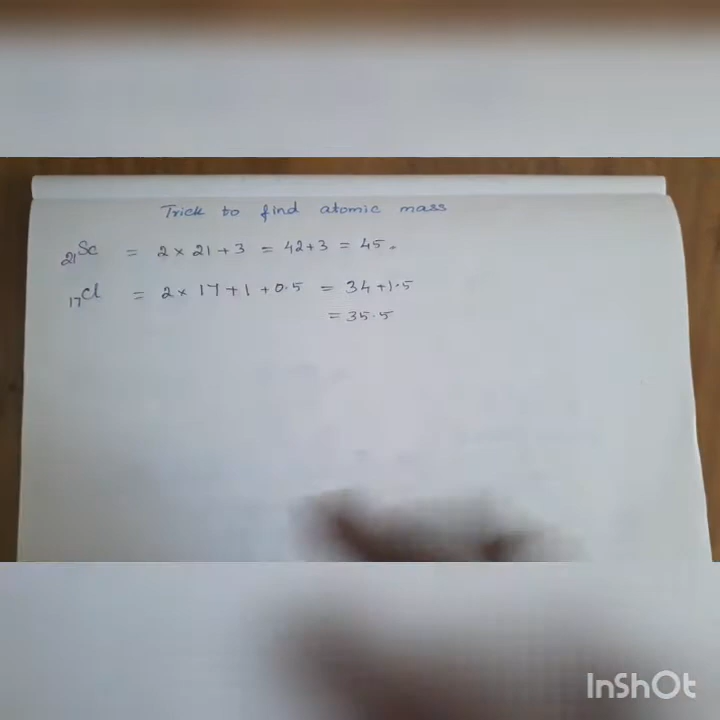 Trick to find atomic mass
₂₁Sc = 2 × 21 + 3 = 42 + 3 = 45.
₁₇Cl = 2 × 17 + 1 + 0.5 = 34 + 1.5
= 35.5
InShOt